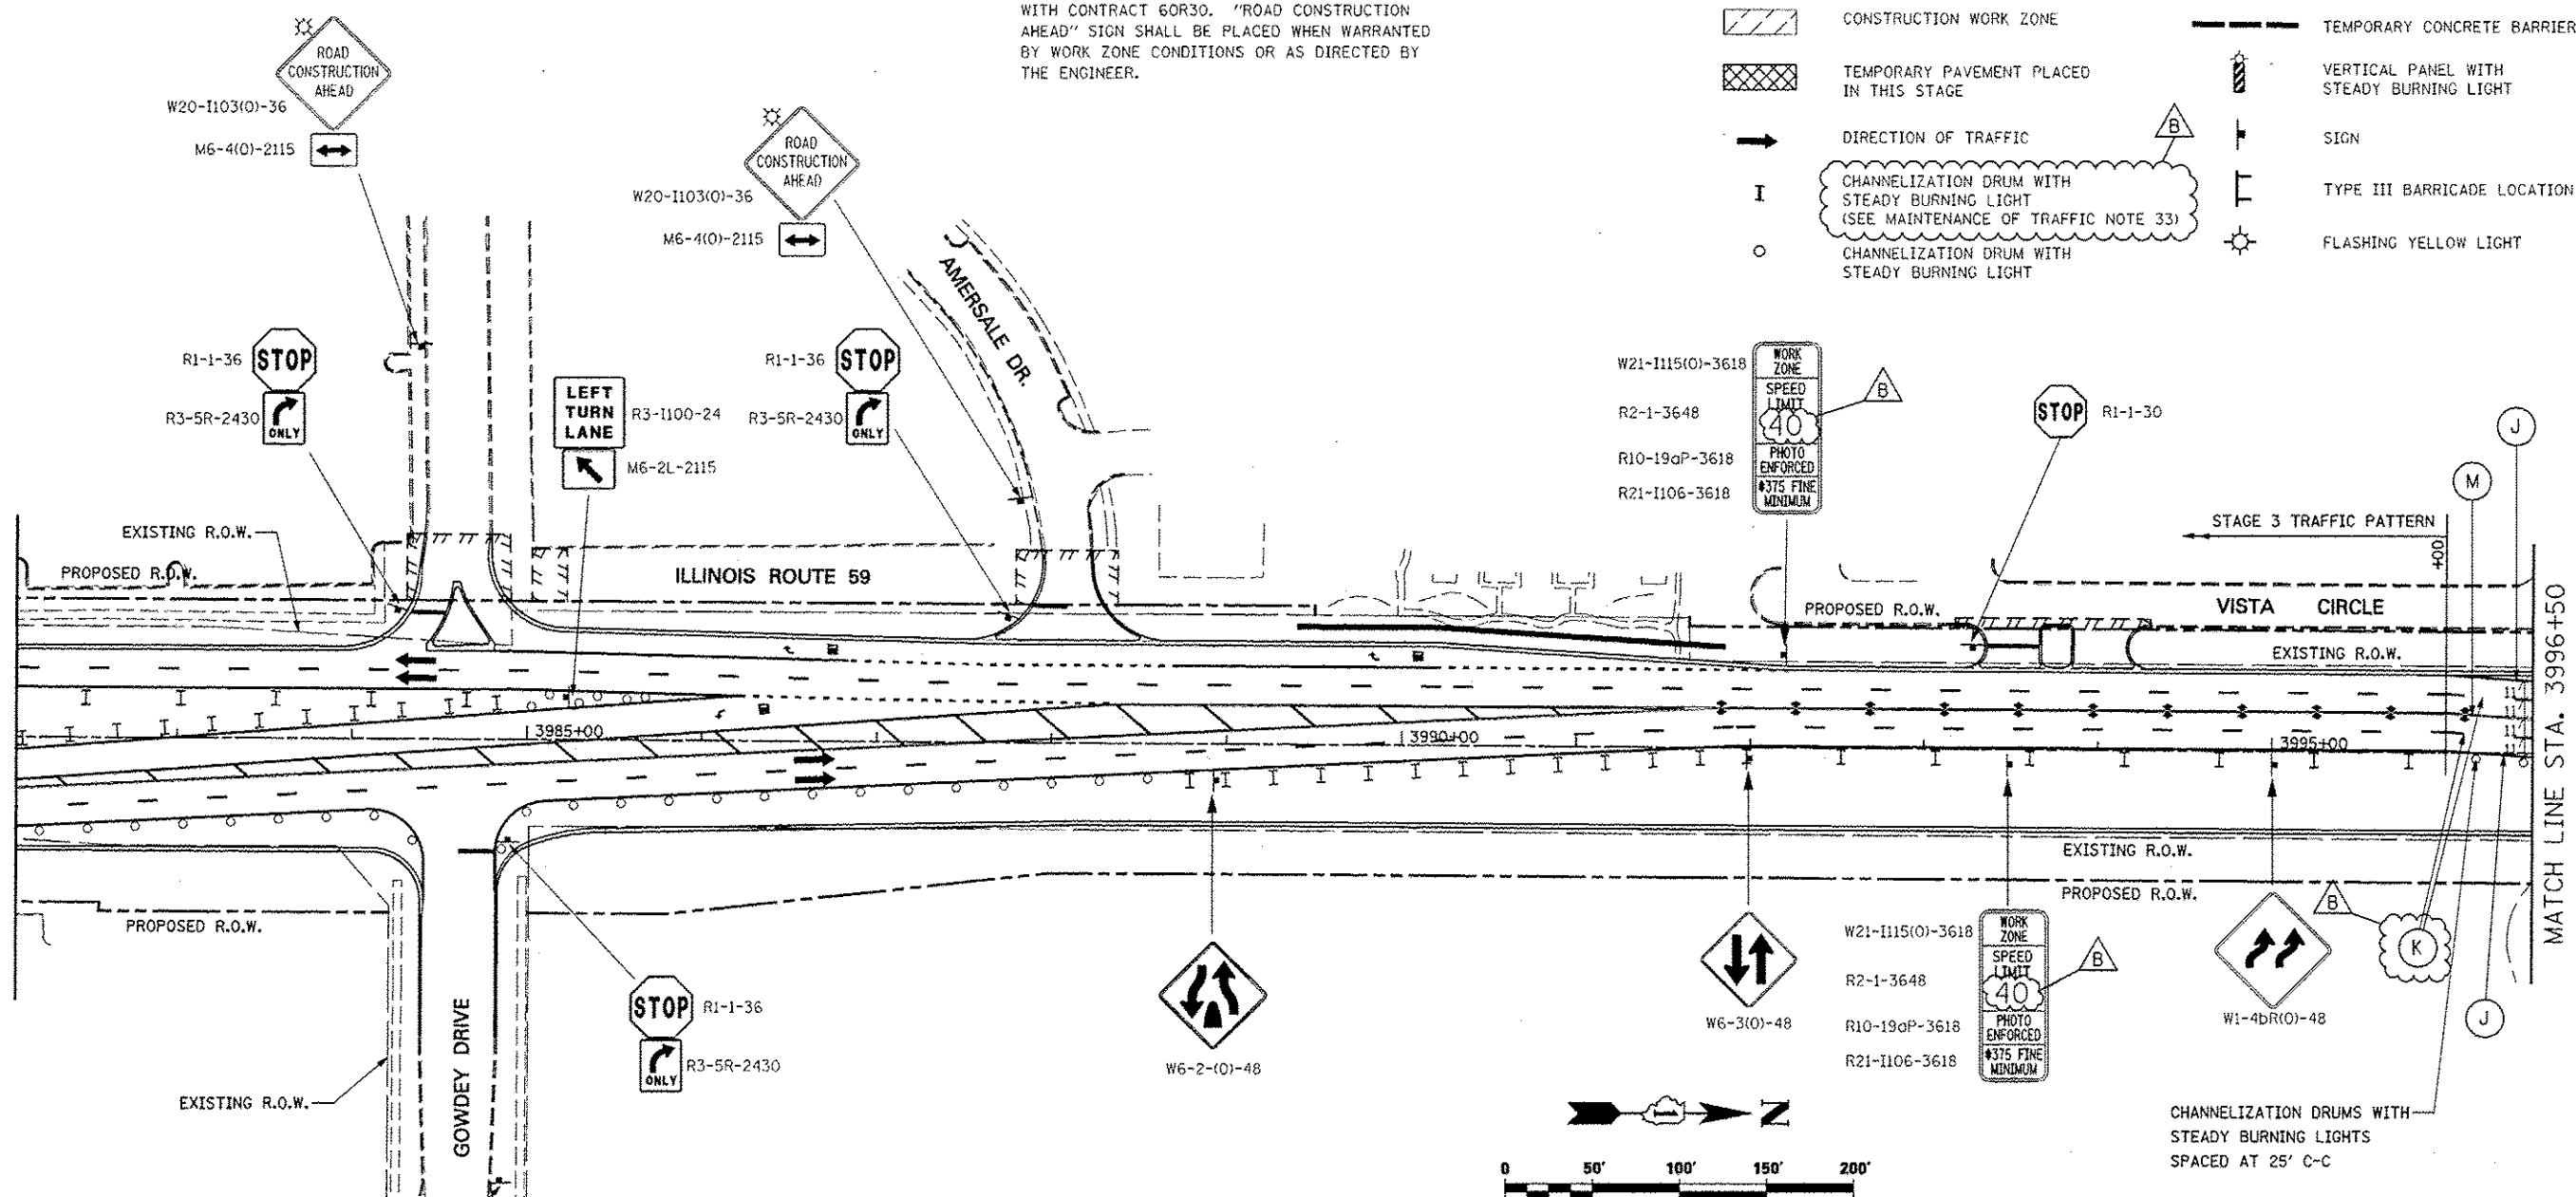 WITH CONTRACT 60R30. "ROAD CONSTRUCTION
AHEAD" SIGN SHALL BE PLACED WHEN WARRANTED
BY WORK ZONE CONDITIONS OR AS DIRECTED BY
THE ENGINEER.
CONSTRUCTION WORK ZONE
TEMPORARY PAVEMENT PLACED
IN THIS STAGE
DIRECTION OF TRAFFIC
B
CHANNELIZATION DRUM WITH
STEADY BURNING LIGHT
(SEE MAINTENANCE OF TRAFFIC NOTE 33)
CHANNELIZATION DRUM WITH
STEADY BURNING LIGHT
TEMPORARY CONCRETE BARRIER
VERTICAL PANEL WITH
STEADY BURNING LIGHT
SIGN
TYPE III BARRICADE LOCATION
FLASHING YELLOW LIGHT
ROAD
CONSTRUCTION
AHEAD
W20-I103(O)-36
M6-4(O)-2115
ROAD
CONSTRUCTION
AHEAD
W20-I103(O)-36
M6-4(O)-2115
AMERSALE DR.
R1-1-36
STOP
R3-5R-2430
ONLY
LEFT
TURN
LANE
R3-I100-24
M6-2L-2115
R1-1-36
STOP
R3-5R-2430
ONLY
W21-I115(O)-3618
R2-1-3648
R10-19aP-3618
R21-I106-3618
WORK
ZONE
SPEED
LIMIT
40
PHOTO
ENFORCED
$375 FINE
MINIMUM
B
STOP
R1-1-30
J
M
STAGE 3 TRAFFIC PATTERN
+00
EXISTING R.O.W.
PROPOSED R.O.W.
ILLINOIS ROUTE 59
PROPOSED R.O.W.
VISTA CIRCLE
EXISTING R.O.W.
MATCH LINE STA. 3996+50
3985+00
3990+00
3995+00
EXISTING R.O.W.
PROPOSED R.O.W.
PROPOSED R.O.W.
EXISTING R.O.W.
GOWDEY DRIVE
STOP
R1-1-36
ONLY
R3-5R-2430
W6-2-(O)-48
W6-3(O)-48
W21-I115(O)-3618
R2-1-3648
R10-19aP-3618
R21-I106-3618
WORK
ZONE
SPEED
LIMIT
40
PHOTO
ENFORCED
$375 FINE
MINIMUM
B
W1-4bR(O)-48
B
K
J
CHANNELIZATION DRUMS WITH
STEADY BURNING LIGHTS
SPACED AT 25' C-C
N
0 50' 100' 150' 200'